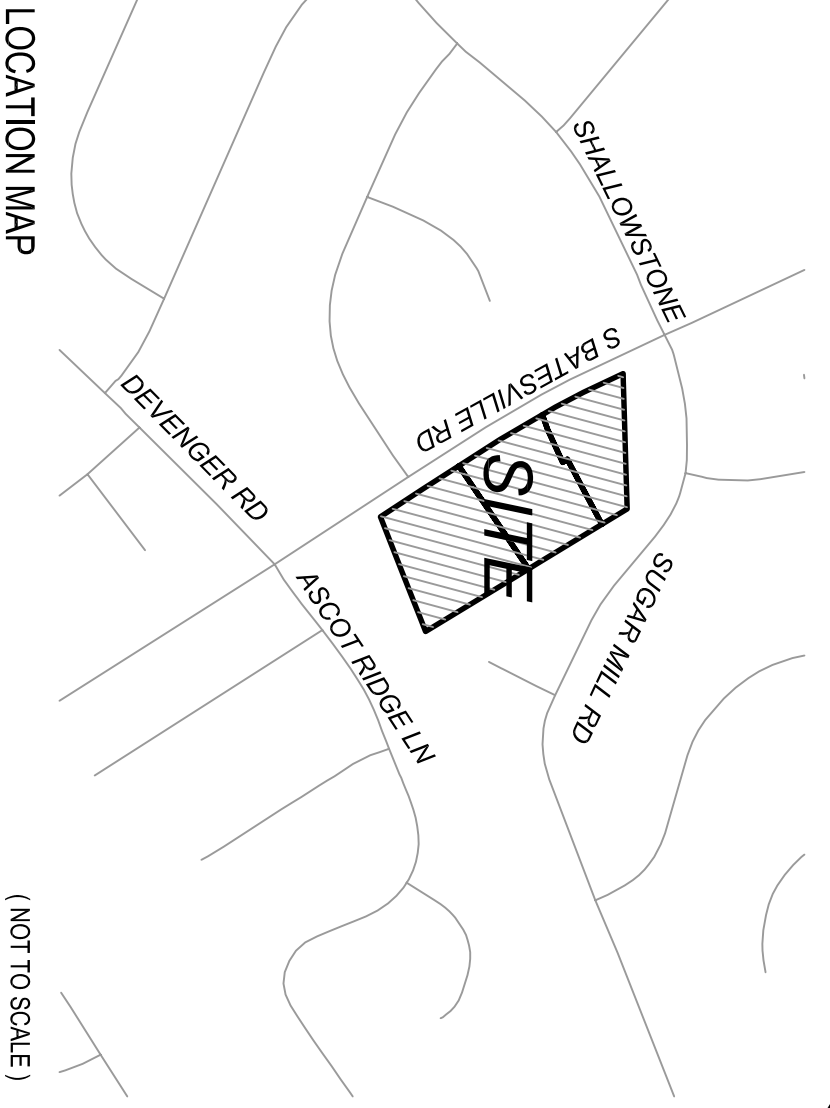 SHALLOWSTONE
S BATESVILLE RD
DEVENGER RD
SITE
ASCOT RIDGE LN
SUGAR MILL RD
LOCATION MAP
( NOT TO SCALE )